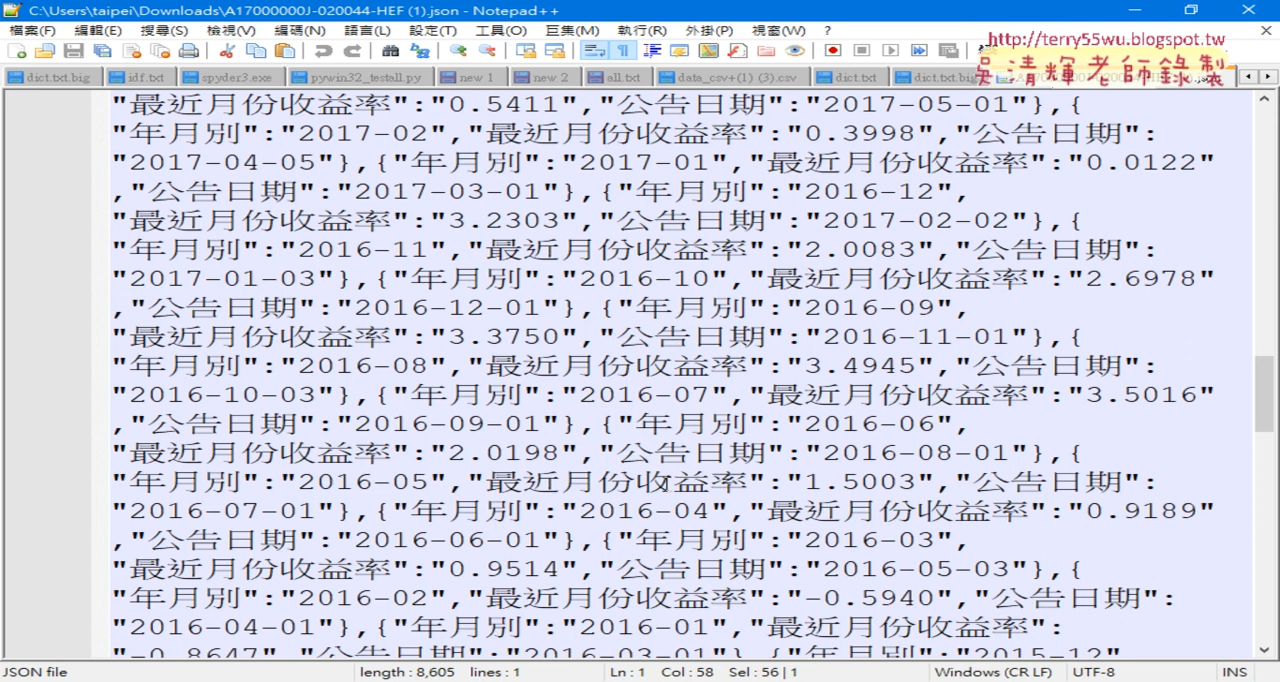 C:\Users\taipei\Downloads\A17000000J-020044-HEF (1).json - Notepad++
檔案(F) 編輯(E) 搜尋(S) 檢視(V) 編碼(N) 語言(L) 設定(T) 工具(O) 巨集(M) 執行(R) 外掛(P) 視窗(W) ?
http://terry55wu.blogspot.tw
吳清輝老師錄製
dict.txt.big idf.txt spyder3.exe pywin32_testall.py new 1 new 2 all.txt data_csv+(1) (3).csv dict.txt dict.txt.big
"最近月份收益率":"0.5411","公告日期":"2017-05-01"},{
"年月別":"2017-02","最近月份收益率":"0.3998","公告日期":
"2017-04-05"},{"年月別":"2017-01","最近月份收益率":"0.0122"
,"公告日期":"2017-03-01"},{"年月別":"2016-12",
"最近月份收益率":"3.2303","公告日期":"2017-02-02"},{
"年月別":"2016-11","最近月份收益率":"2.0083","公告日期":
"2017-01-03"},{"年月別":"2016-10","最近月份收益率":"2.6978"
,"公告日期":"2016-12-01"},{"年月別":"2016-09",
"最近月份收益率":"3.3750","公告日期":"2016-11-01"},{
"年月別":"2016-08","最近月份收益率":"3.4945","公告日期":
"2016-10-03"},{"年月別":"2016-07","最近月份收益率":"3.5016"
,"公告日期":"2016-09-01"},{"年月別":"2016-06",
"最近月份收益率":"2.0198","公告日期":"2016-08-01"},{
"年月別":"2016-05","最近月份收益率":"1.5003","公告日期":
"2016-07-01"},{"年月別":"2016-04","最近月份收益率":"0.9189"
,"公告日期":"2016-06-01"},{"年月別":"2016-03",
"最近月份收益率":"0.9514","公告日期":"2016-05-03"},{
"年月別":"2016-02","最近月份收益率":"-0.5940","公告日期":
"2016-04-01"},{"年月別":"2016-01","最近月份收益率":
"-0.8647","公告日期":"2016-03-01"},{"年月別":"2015-12"
JSON file length : 8,605 lines : 1 Ln : 1 Col : 58 Sel : 56 | 1 Windows (CR LF) UTF-8 INS